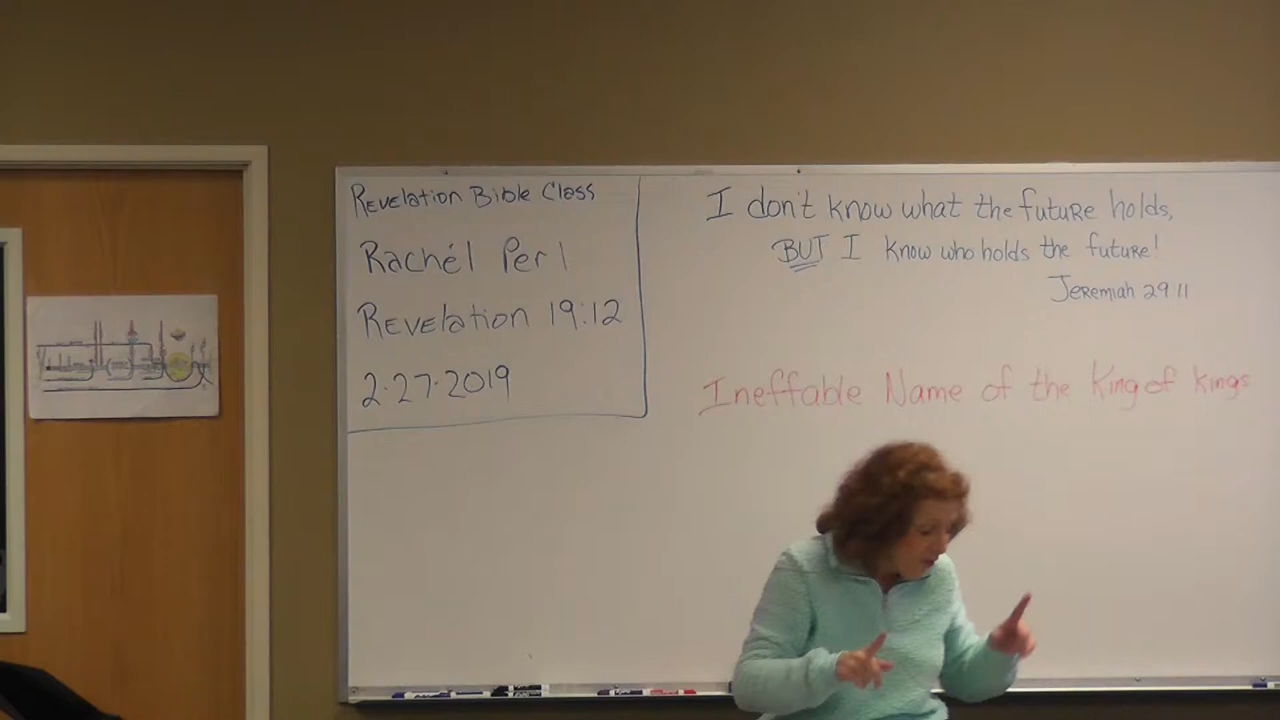 Revelation Bible Class
Rachél Perl
Revelation 19:12
2·27·2019
I don't know what the future holds,
BUT I know who holds the future!
Jeremiah 29 11
Ineffable Name of the King of kings